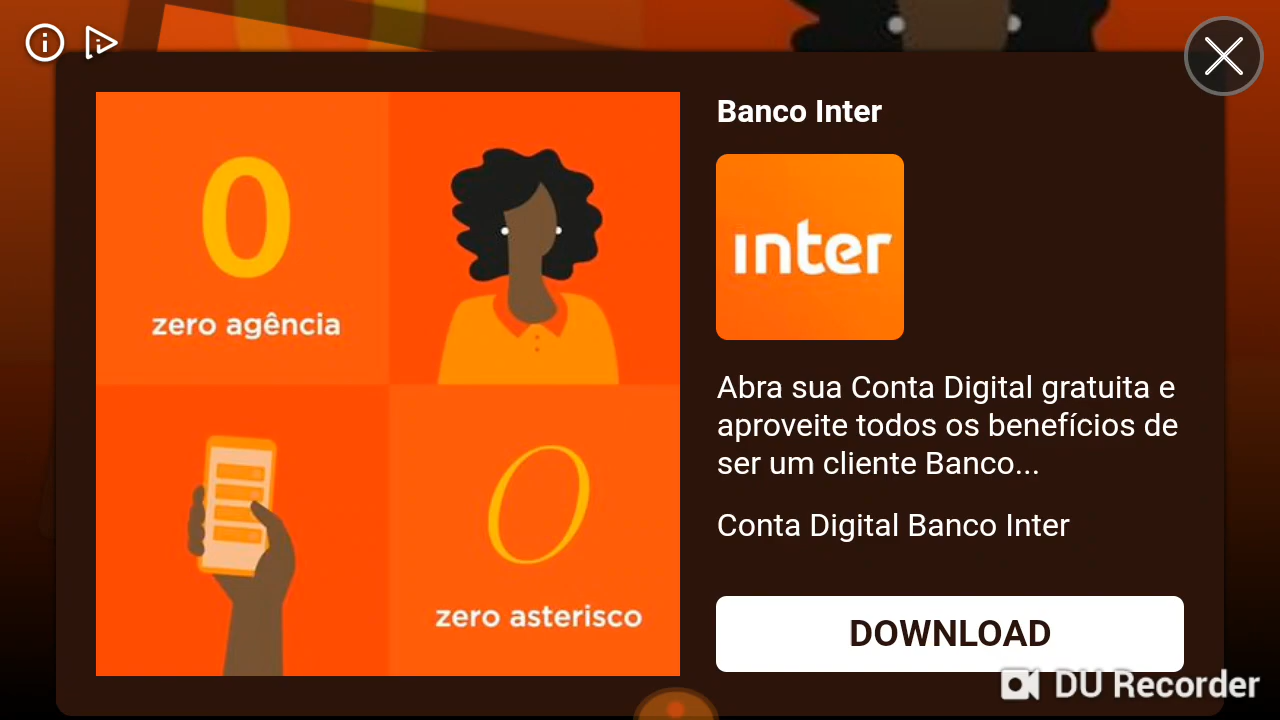 0
zero agência
0
zero asterisco
Banco Inter
inter
Abra sua Conta Digital gratuita e
aproveite todos os benefícios de
ser um cliente Banco...
Conta Digital Banco Inter
DOWNLOAD
DU Recorder